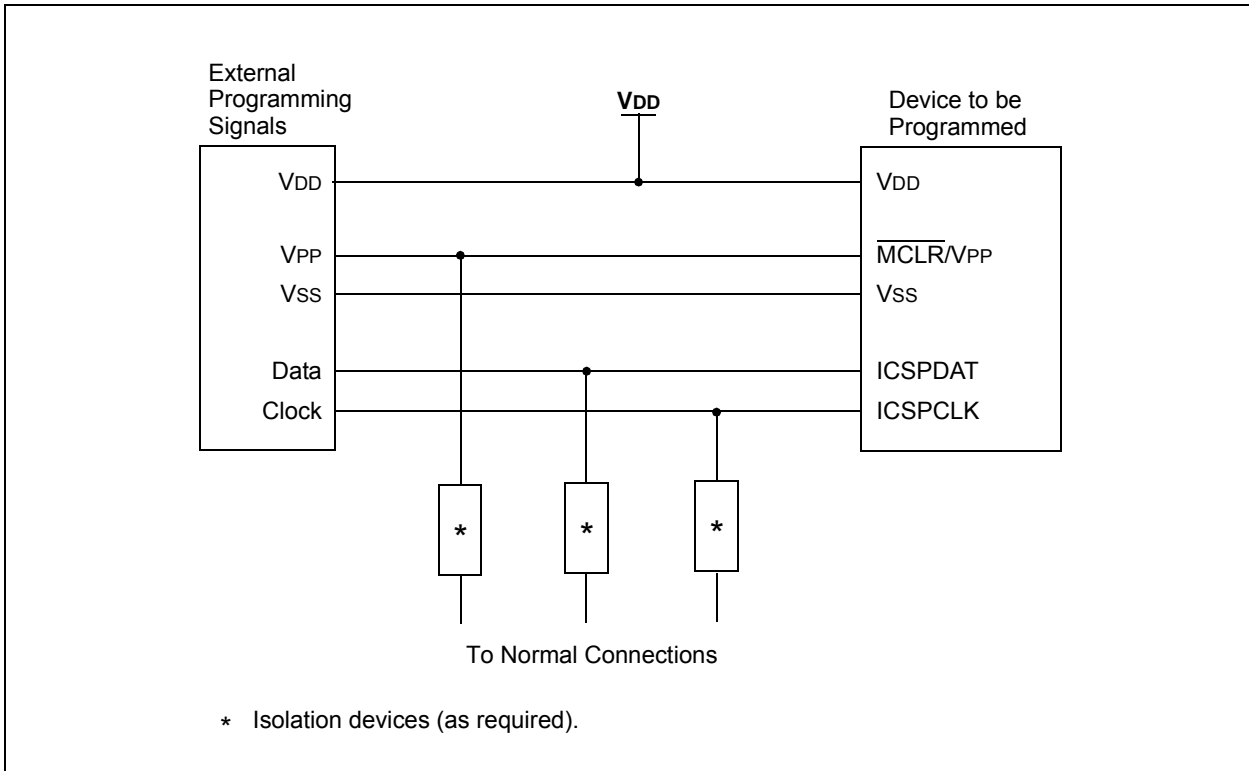 External
Programming
Signals
VDD
Device to be
Programmed
VDD
VDD
VPP
MCLR/VPP
VSS
VSS
Data
ICSPDAT
Clock
ICSPCLK
* * *
To Normal Connections
* Isolation devices (as required).